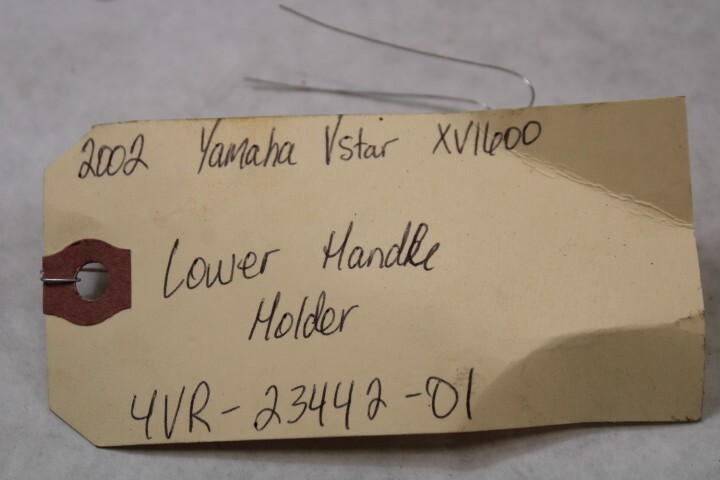 2002 Yamaha Vstar XV1600
Lower Handle
Holder
4VR-23442-01